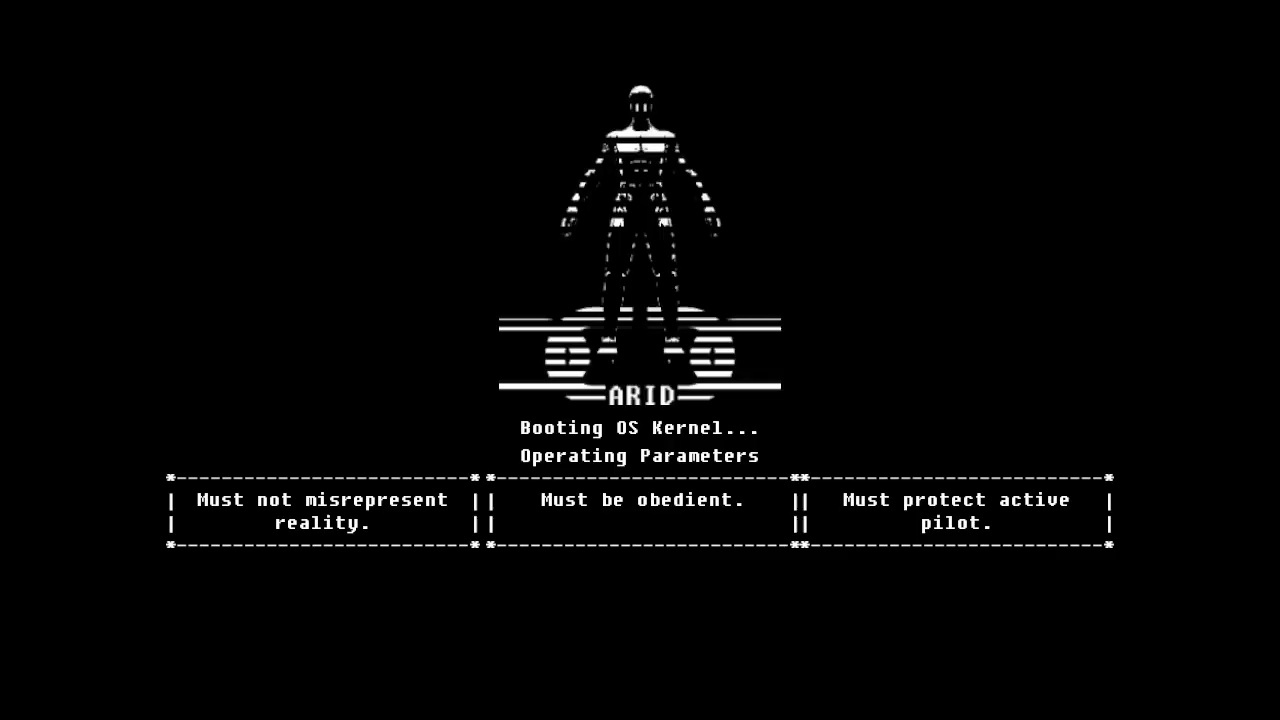 ARID
Booting OS Kernel...
Operating Parameters
Must not misrepresent
reality.
Must be obedient.
Must protect active
pilot.